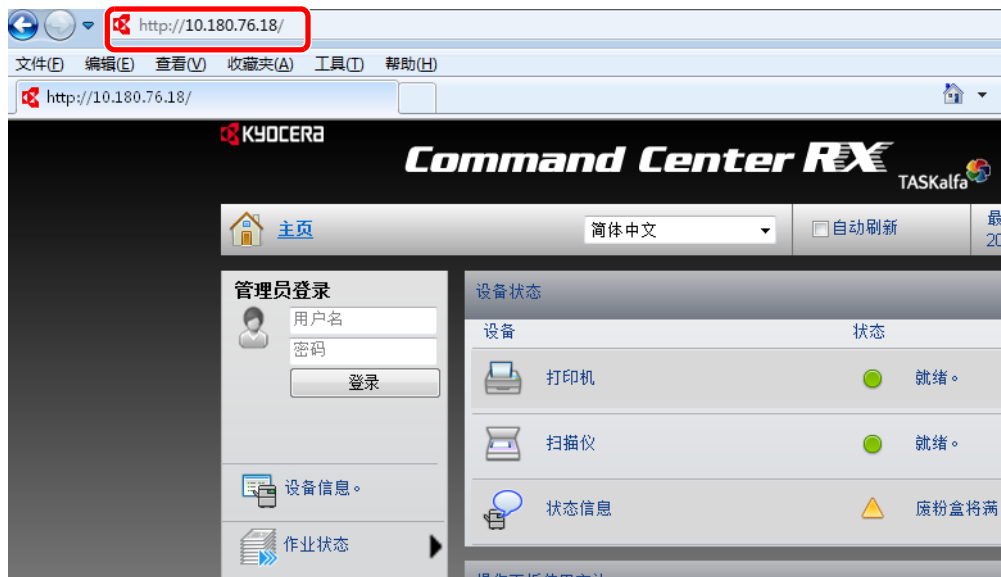 http://10.180.76.18/
文件(F) 编辑(E) 查看(V) 收藏夹(A) 工具(T) 帮助(H)
http://10.180.76.18/
KYOCERA
Command Center RX
TASKalfa
主页
简体中文
自动刷新
最
20
管理员登录
用户名
密码
登录
设备信息。
作业状态
设备状态
设备 状态
打印机 就绪。
扫描仪 就绪。
状态信息 废粉盒将满